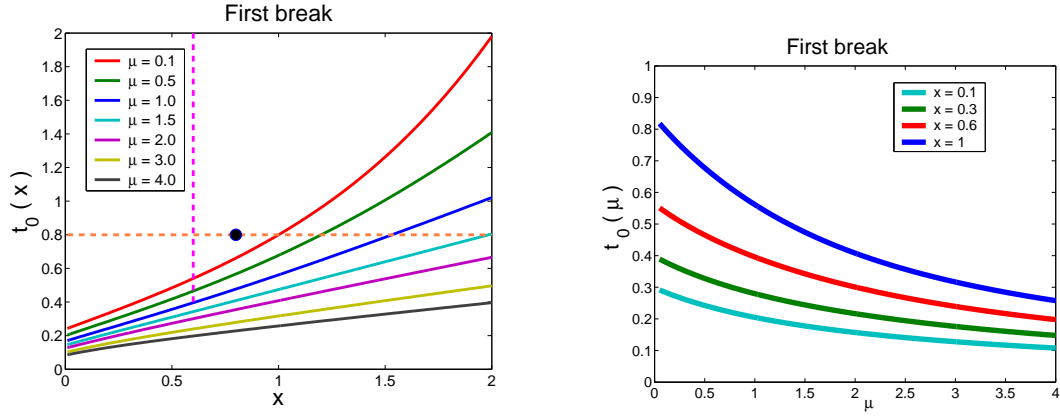 First break
2
1.8
1.6
1.4
1.2
1
0.8
0.6
0.4
0.2
0
t0 ( x )
μ = 0.1
μ = 0.5
μ = 1.0
μ = 1.5
μ = 2.0
μ = 3.0
μ = 4.0
0 0.5 1 1.5 2
x
First break
1
0.9
0.8
0.7
0.6
0.5
0.4
0.3
0.2
0.1
0
t0 ( μ )
x = 0.1
x = 0.3
x = 0.6
x = 1
0 0.5 1 1.5 2 2.5 3 3.5 4
μ